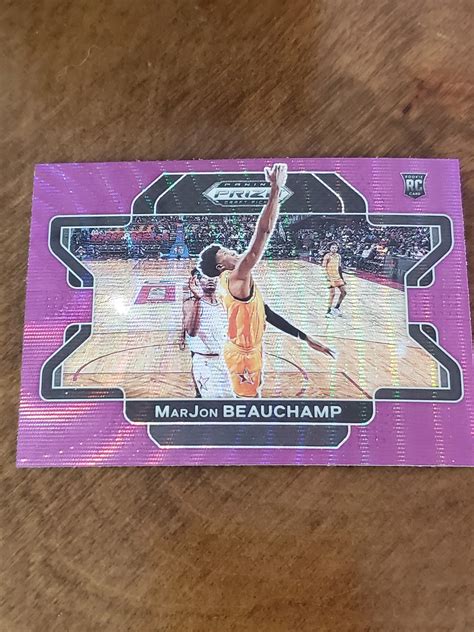 PANINI
PRIZM
DRAFT PICKS
ROOKIE
RC
CARD
MarJon BEAUCHAMP